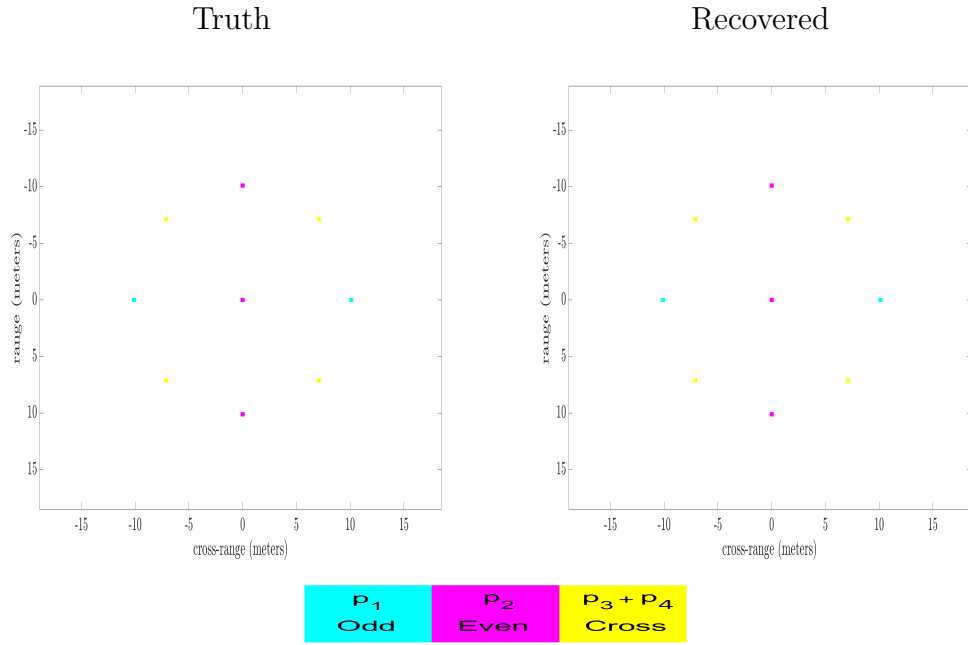 Truth
Recovered
-15
-10
-5
0
5
10
15
range (meters)
-15 -10 -5 0 5 10 15
cross-range (meters)
-15
-10
-5
0
5
10
15
range (meters)
-15 -10 -5 0 5 10 15
cross-range (meters)
p1 p2 p3 + p4
Odd Even Cross